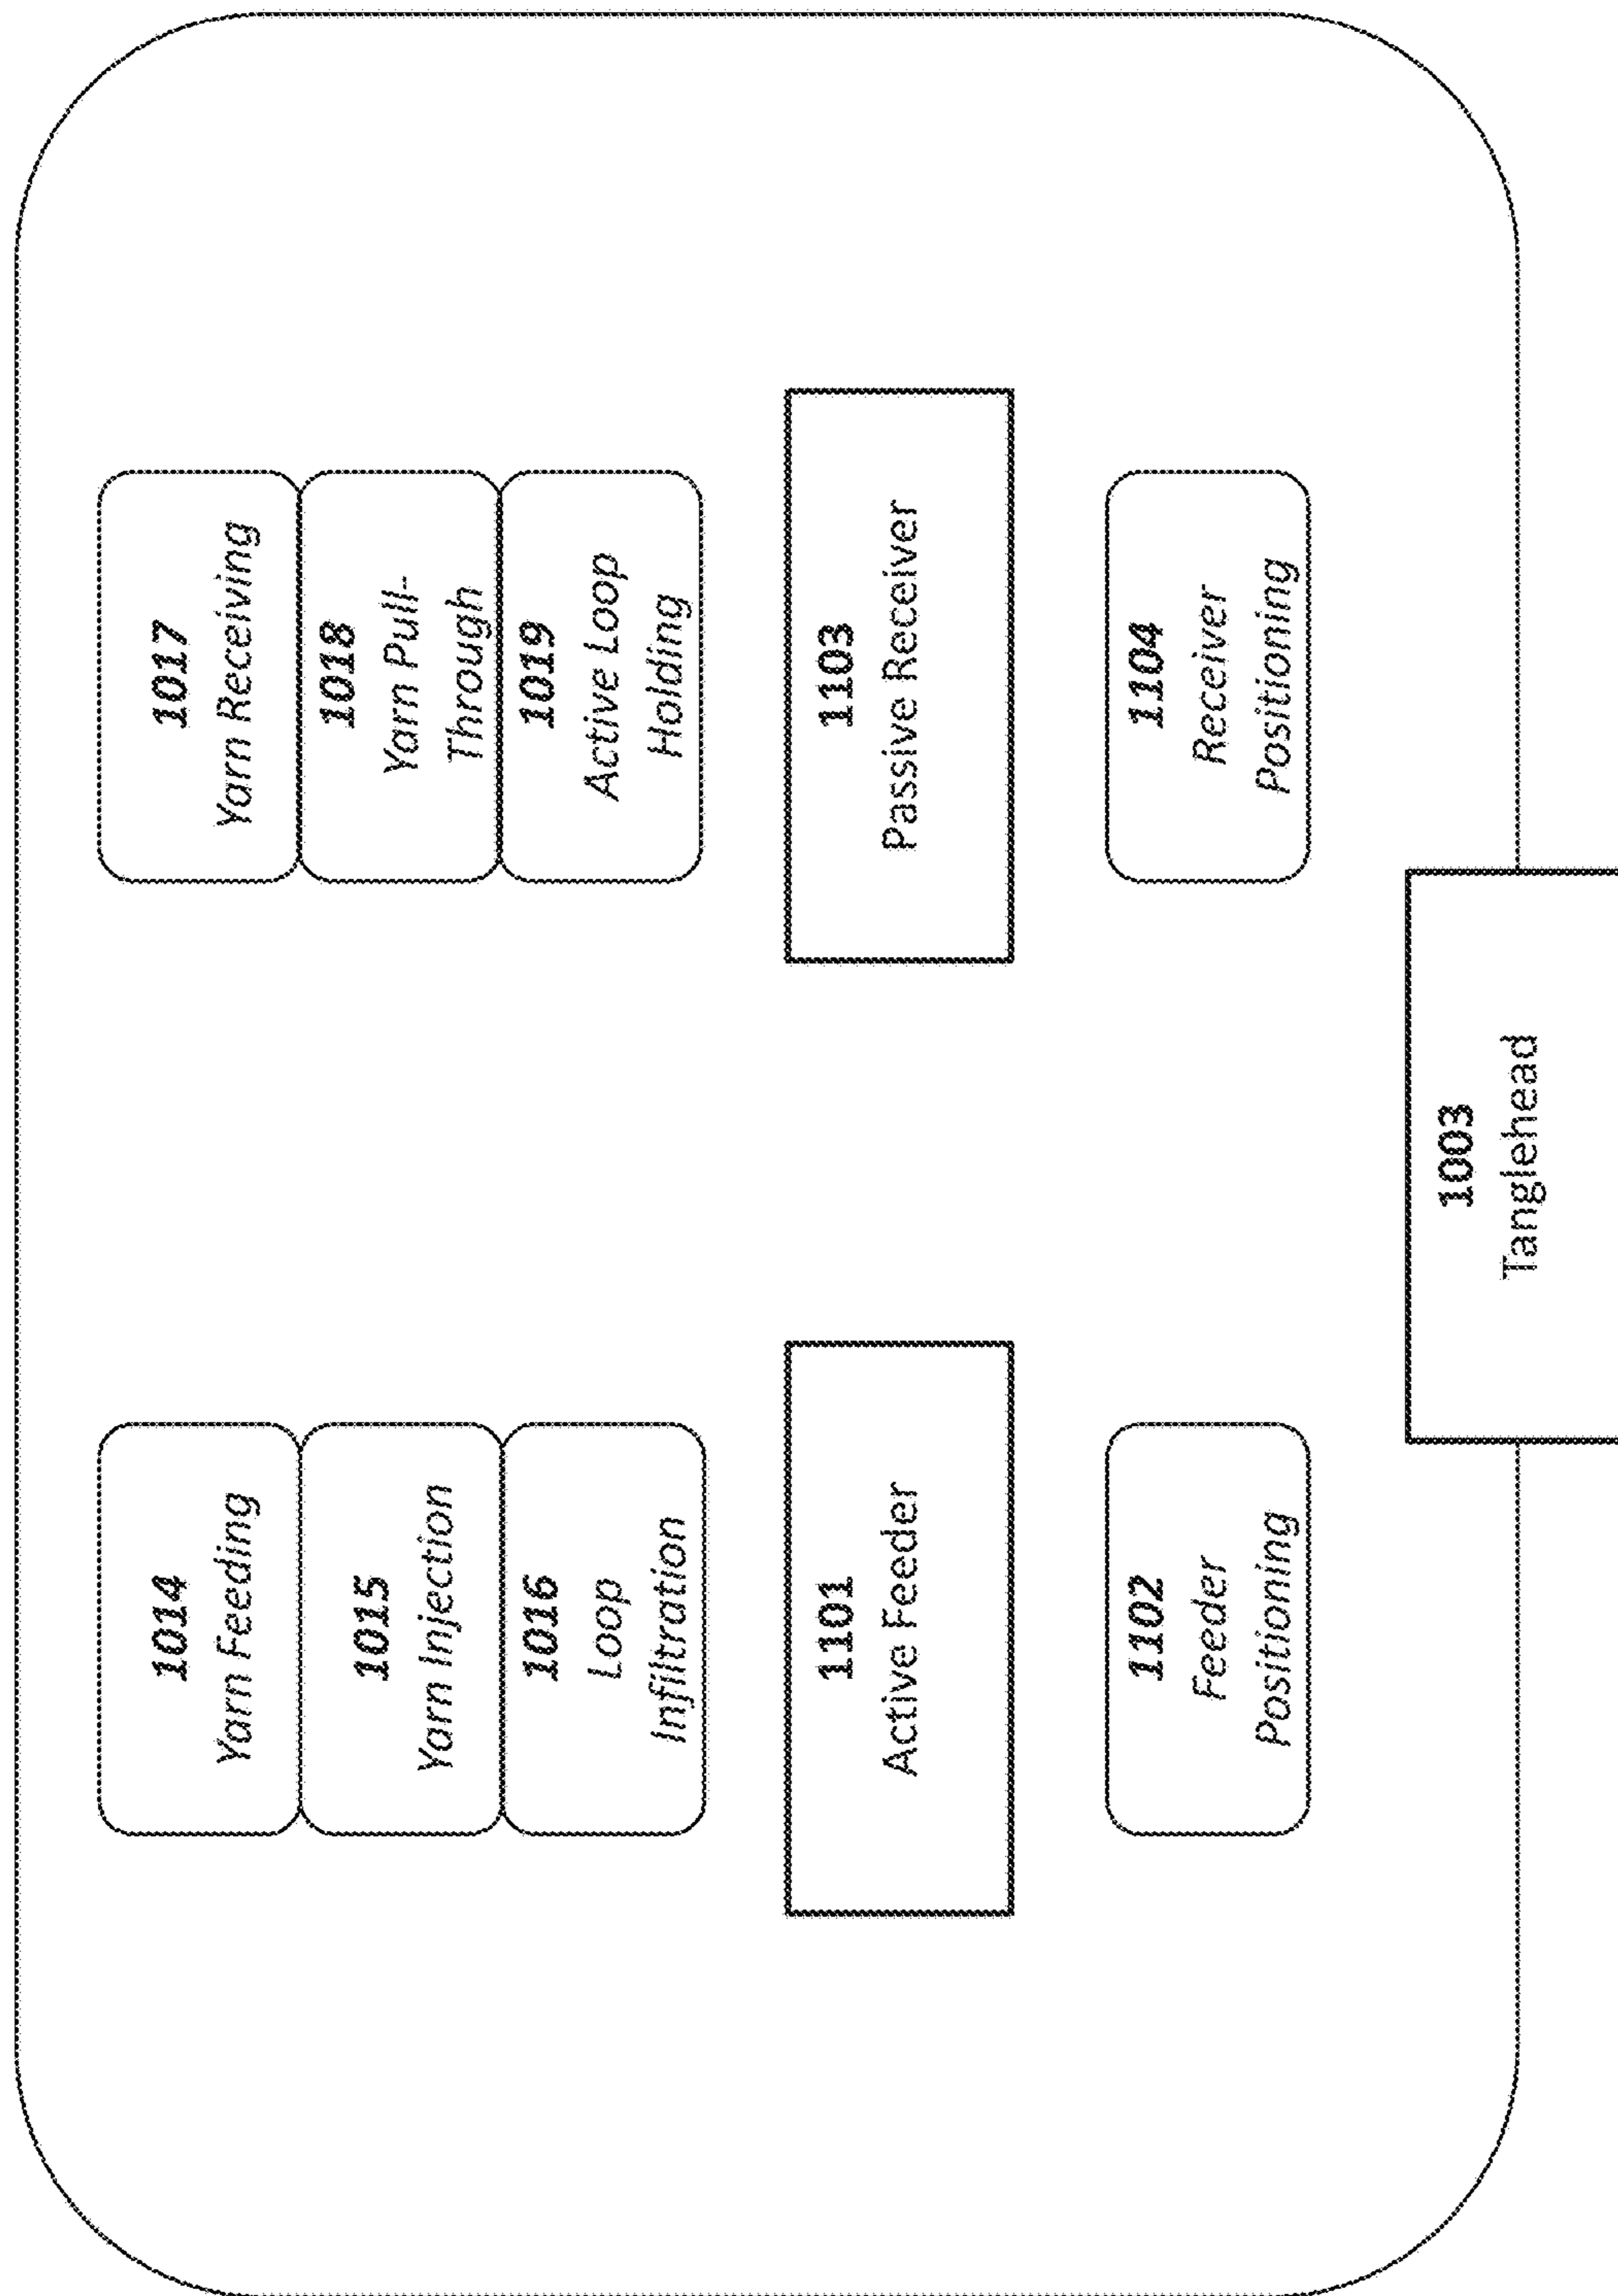 1014
Yarn Feeding
1015
Yarn Injection
1016
Loop
Infiltration
1101
Active Feeder
1102
Feeder
Positioning
1017
Yarn Receiving
1018
Yarn Pull-
Through
1019
Active Loop
Holding
1103
Passive Receiver
1104
Receiver
Positioning
1003
Tanglehead